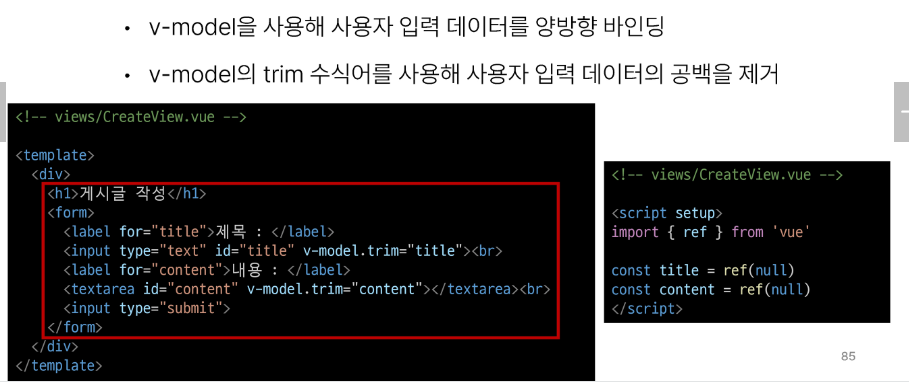 • v-model을 사용해 사용자 입력 데이터를 양방향 바인딩
• v-model의 trim 수식어를 사용해 사용자 입력 데이터의 공백을 제거
<!-- views/CreateView.vue -->
<template>
<div>
<h1>게시글 작성</h1>
<form>
<label for="title">제목 : </label>
<input type="text" id="title" v-model.trim="title"><br>
<label for="content">내용 : </label>
<textarea id="content" v-model.trim="content"></textarea><br>
<input type="submit">
</form>
</div>
</template>
<!-- views/CreateView.vue -->
<script setup>
import { ref } from 'vue'
const title = ref(null)
const content = ref(null)
</script>
85